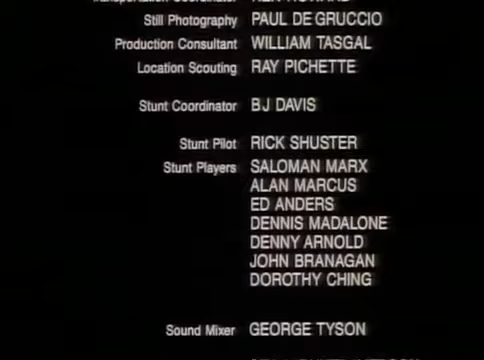 Transportation Coordinator
Still Photography PAUL DE GRUCCIO
Production Consultant WILLIAM TASGAL
Location Scouting RAY PICHETTE
Stunt Coordinator BJ DAVIS
Stunt Pilot RICK SHUSTER
Stunt Players SALOMAN MARX
ALAN MARCUS
ED ANDERS
DENNIS MADALONE
DENNY ARNOLD
JOHN BRANAGAN
DOROTHY CHING
Sound Mixer GEORGE TYSON